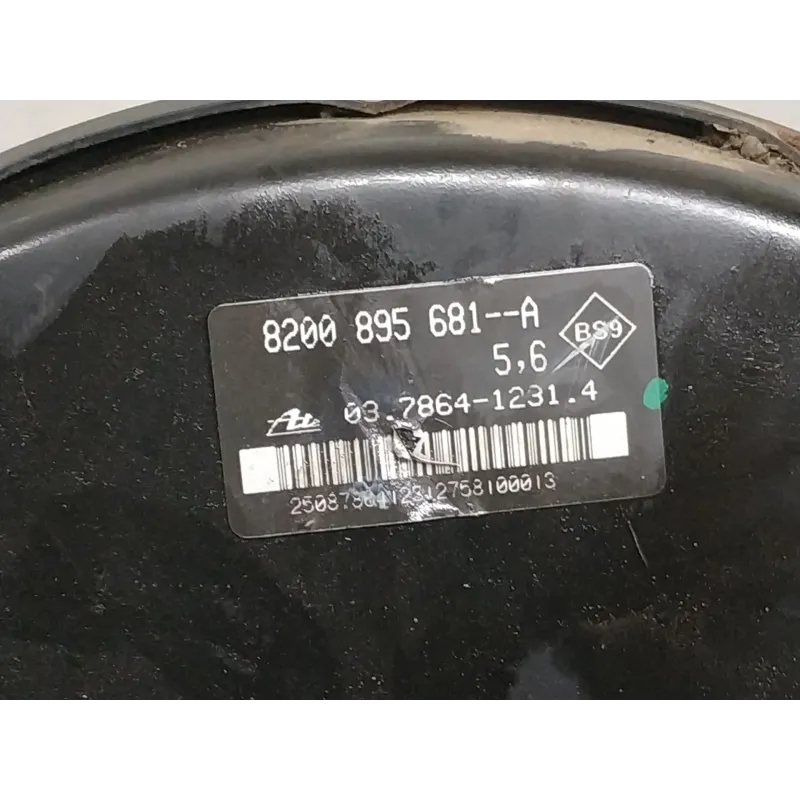 8200 895 681--A
BS9
5,6
Ate 03.7864-1231.4